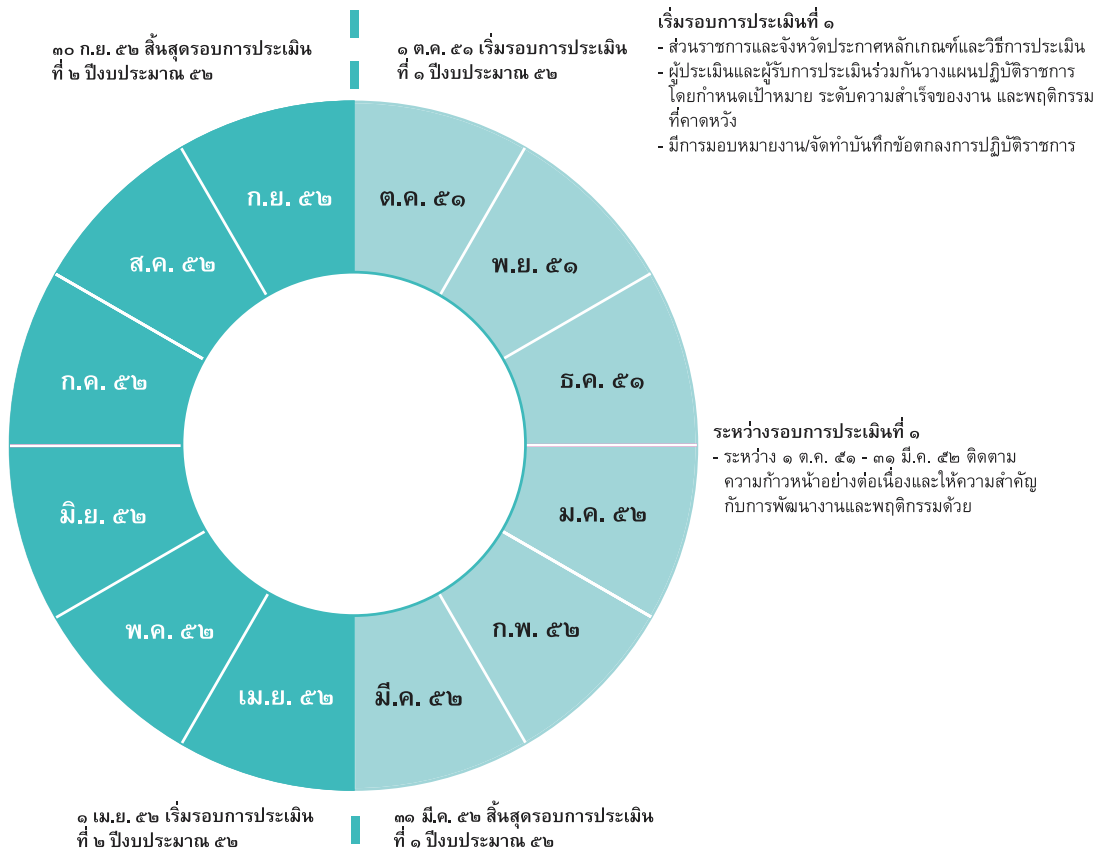 ๓๐ ก.ย. ๕๒ สิ้นสุดรอบการประเมิน
ที่ ๒ ปีงบประมาณ ๕๒
๑ ต.ค. ๕๑ เริ่มรอบการประเมิน
ที่ ๑ ปีงบประมาณ ๕๒
เริ่มรอบการประเมินที่ ๑
- ส่วนราชการและจังหวัดประกาศหลักเกณฑ์และวิธีการประเมิน
- ผู้ประเมินและผู้รับการประเมินร่วมกันวางแผนปฏิบัติราชการ
โดยกำหนดเป้าหมาย ระดับความสำเร็จของงาน และพฤติกรรม
ที่คาดหวัง
- มีการมอบหมายงาน/จัดทำบันทึกข้อตกลงการปฏิบัติราชการ
ต.ค. ๕๑
พ.ย. ๕๑
ธ.ค. ๕๑
ม.ค. ๕๒
ก.พ. ๕๒
มี.ค. ๕๒
เม.ย. ๕๒
พ.ค. ๕๒
มิ.ย. ๕๒
ก.ค. ๕๒
ส.ค. ๕๒
ก.ย. ๕๒
ระหว่างรอบการประเมินที่ ๑
- ระหว่าง ๑ ต.ค. ๕๑ - ๓๑ มี.ค. ๕๒ ติดตาม
ความก้าวหน้าอย่างต่อเนื่องและให้ความสำคัญ
กับการพัฒนางานและพฤติกรรมด้วย
๑ เม.ย. ๕๒ เริ่มรอบการประเมิน
ที่ ๒ ปีงบประมาณ ๕๒
๓๑ มี.ค. ๕๒ สิ้นสุดรอบการประเมิน
ที่ ๑ ปีงบประมาณ ๕๒